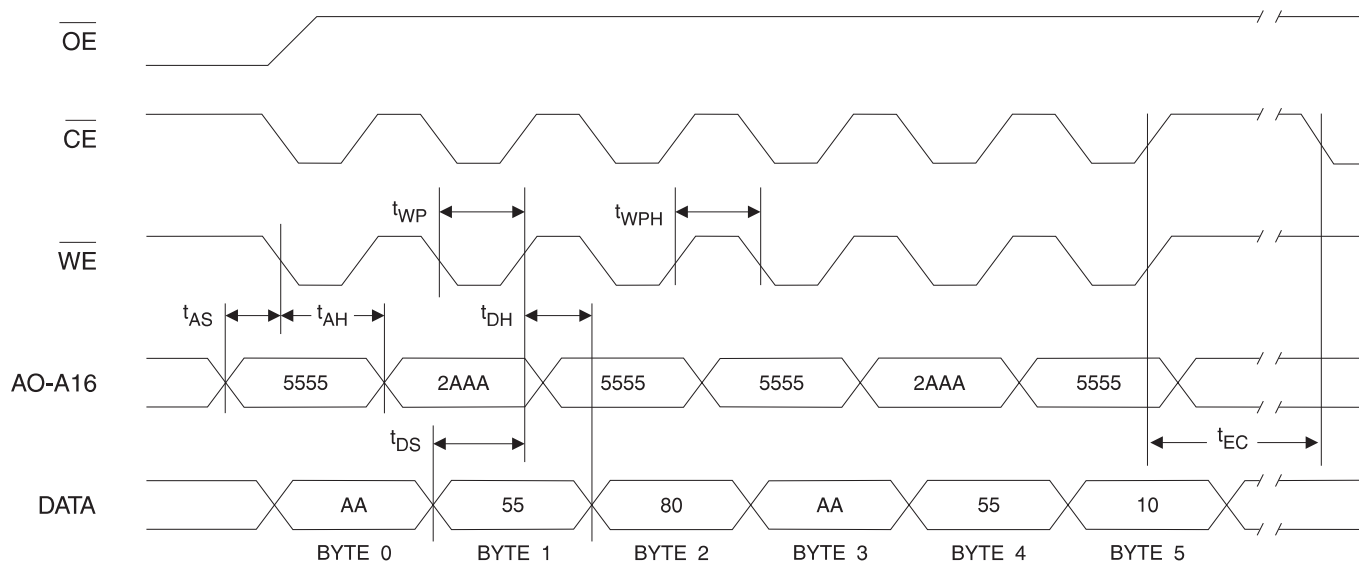 OE
CE
tWP tWPH
WE
tAS tAH tDH
AO-A16 5555 2AAA 5555 5555 2AAA 5555
tDS tEC
DATA AA 55 80 AA 55 10
BYTE 0 BYTE 1 BYTE 2 BYTE 3 BYTE 4 BYTE 5